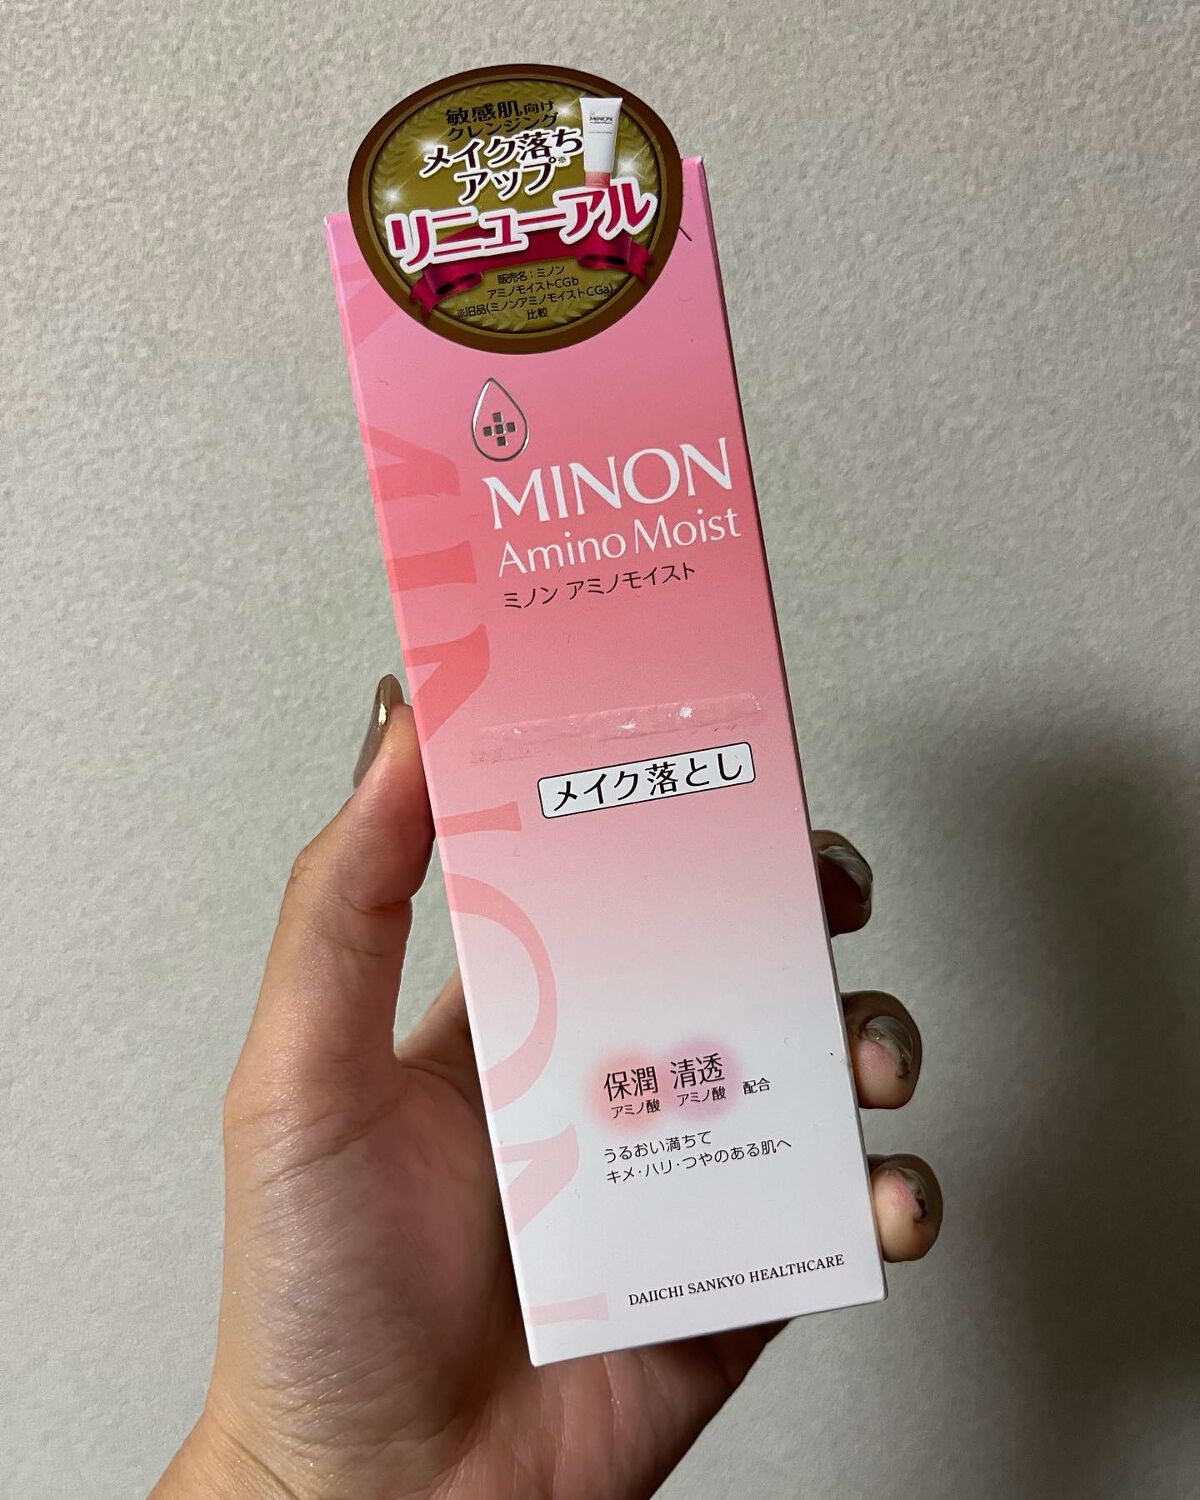 敏感肌向け
クレンジング
メイク落ち
アップ※
リニューアル
販売名：ミノン
アミノモイストCGb
※旧品(ミノンアミノモイストCGa)
比較
MINON
MINON
Amino Moist
ミノン アミノモイスト
メイク落とし
保潤 清透
アミノ酸 アミノ酸 配合
うるおい満ちて
キメ・ハリ・つやのある肌へ
DAIICHI SANKYO HEALTHCARE
MINON